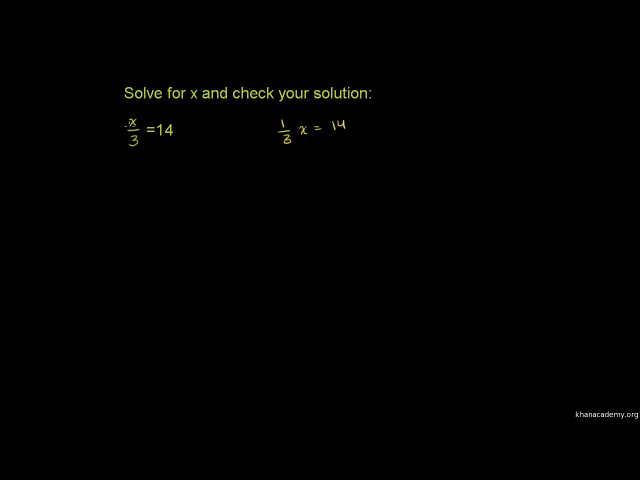 Solve for x and check your solution:
x/3 =14
1/3 x = 14
khanacademy.org